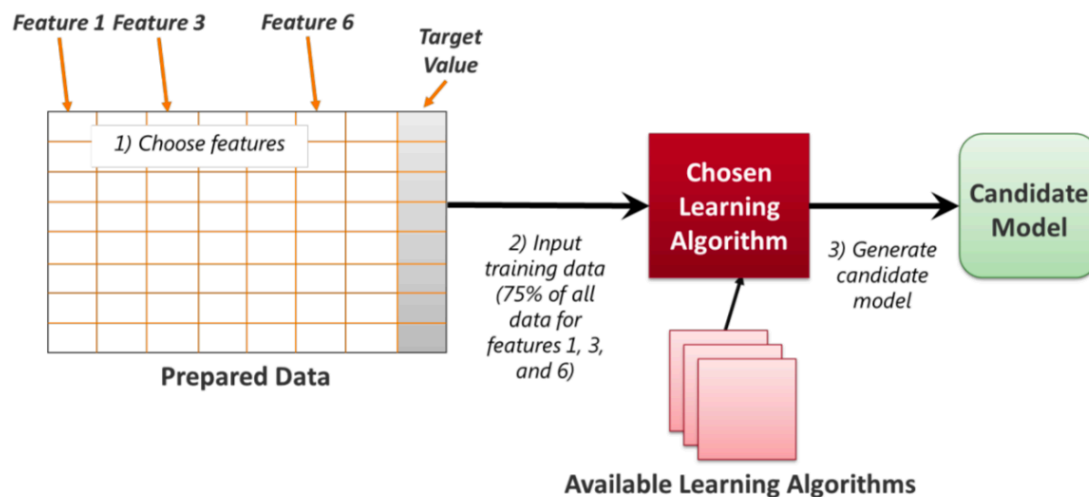 Feature 1 Feature 3 Feature 6
Target
Value
1) Choose features
Chosen
Learning
Algorithm
Candidate
Model
2) Input
training data
(75% of all
data for
features 1, 3,
and 6)
3) Generate
candidate
model
Prepared Data
Available Learning Algorithms